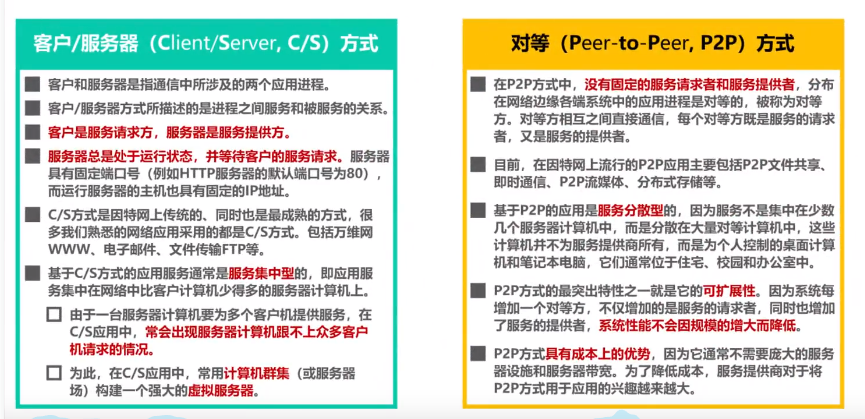 客户/服务器（Client/Server, C/S）方式
客户和服务器是指通信中所涉及的两个应用进程。
客户/服务器方式所描述的是进程之间服务和被服务的关系。
客户是服务请求方，服务器是服务提供方。
服务器总是处于运行状态，并等待客户的服务请求。服务器
具有固定端口号（例如HTTP服务器的默认端口号为80），
而运行服务器的主机也具有固定的IP地址。
C/S方式是因特网上传统的、同时也是最成熟的方式，很
多我们熟悉的网络应用采用的都是C/S方式。包括万维网
WWW、电子邮件、文件传输FTP等。
基于C/S方式的应用服务通常是服务集中型的，即应用服
务集中在网络中比客户计算机少得多的服务器计算机上。
由于一台服务器计算机要为多个客户机提供服务，在
C/S应用中，常会出现服务器计算机跟不上众多客户
机请求的情况。
为此，在C/S应用中，常用计算机群集（或服务器
场）构建一个强大的虚拟服务器。
对等（Peer-to-Peer, P2P）方式
在P2P方式中，没有固定的服务请求者和服务提供者，分布
在网络边缘各端系统中的应用进程是对等的，被称为对等
方。对等方相互之间直接通信，每个对等方既是服务的请求
者，又是服务的提供者。
目前，在因特网上流行的P2P应用主要包括P2P文件共享、
即时通信、P2P流媒体、分布式存储等。
基于P2P的应用是服务分散型的，因为服务不是集中在少数
几个服务器计算机中，而是分散在大量对等计算机中，这些
计算机并不为服务提供商所有，而是为个人控制的桌面计算
机和笔记本电脑，它们通常位于住宅、校园和办公室中。
P2P方式的最突出特性之一就是它的可扩展性。因为系统每
增加一个对等方，不仅增加的是服务的请求者，同时也增加
了服务的提供者，系统性能不会因规模的增大而降低。
P2P方式具有成本上的优势，因为它通常不需要庞大的服务
器设施和服务器带宽。为了降低成本，服务提供商对于将
P2P方式用于应用的兴趣越来越大。